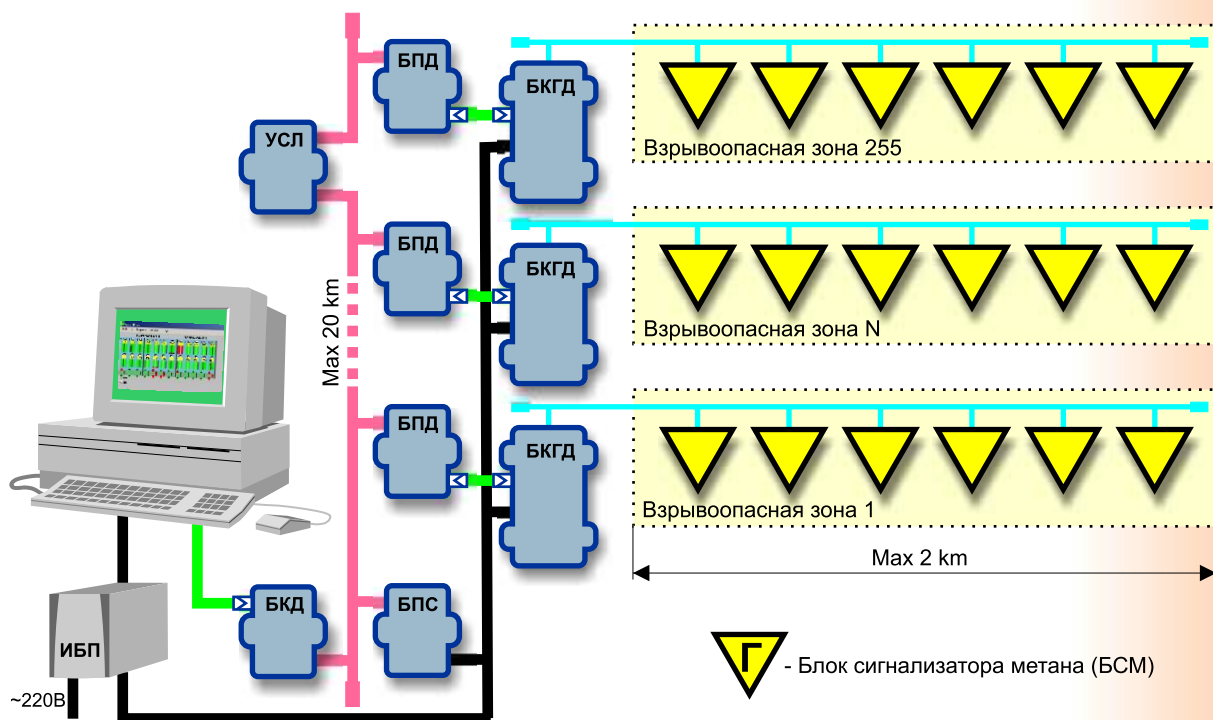 БПД
БКГД
УСЛ
Взрывоопасная зона 255
БПД
БКГД
Max 20 km
Взрывоопасная зона N
БПД
БКГД
Взрывоопасная зона 1
Max 2 km
БКД
БПС
ИБП
~220В
Г
- Блок сигнализатора метана (БСМ)